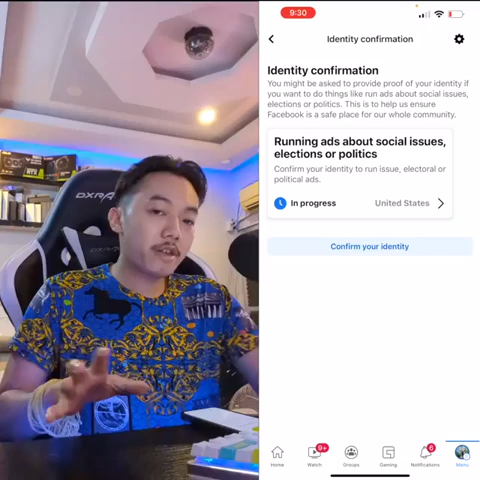 DXRACER
9:30
Identity confirmation
Identity confirmation
You might be asked to provide proof of your identity if
you want to do things like run ads about social issues,
elections or politics. This is to help us ensure
Facebook is a safe place for our whole community.
Running ads about social issues,
elections or politics
Confirm your identity to run issue, electoral or
political ads.
In progress
United States
Confirm your identity
9+
6
Home
Watch
Groups
Gaming
Notifications
Menu